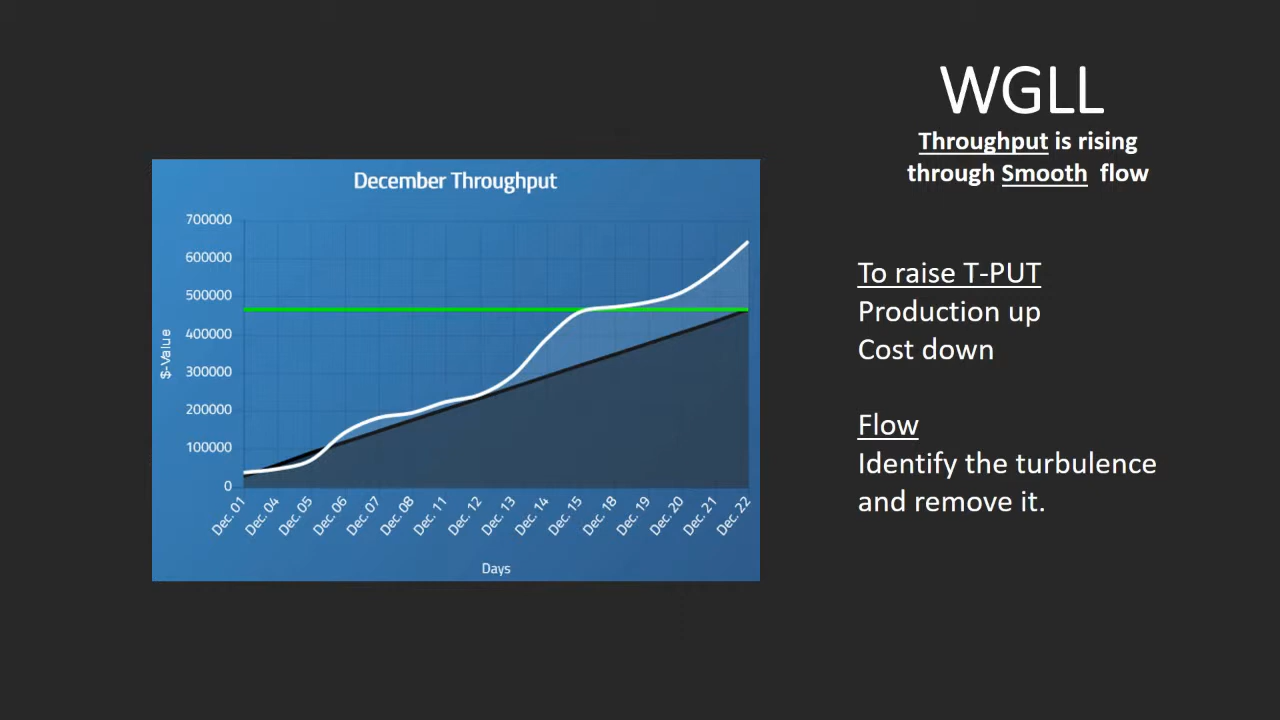 WGLL
Throughput is rising
through Smooth flow
December Throughput
700000
600000
500000
400000
300000
200000
100000
0
$-Value
Dec. 01
Dec. 04
Dec. 05
Dec. 06
Dec. 07
Dec. 08
Dec. 11
Dec. 12
Dec. 13
Dec. 14
Dec. 15
Dec. 18
Dec. 19
Dec. 20
Dec. 21
Dec. 22
Days
To raise T-PUT
Production up
Cost down
Flow
Identify the turbulence
and remove it.